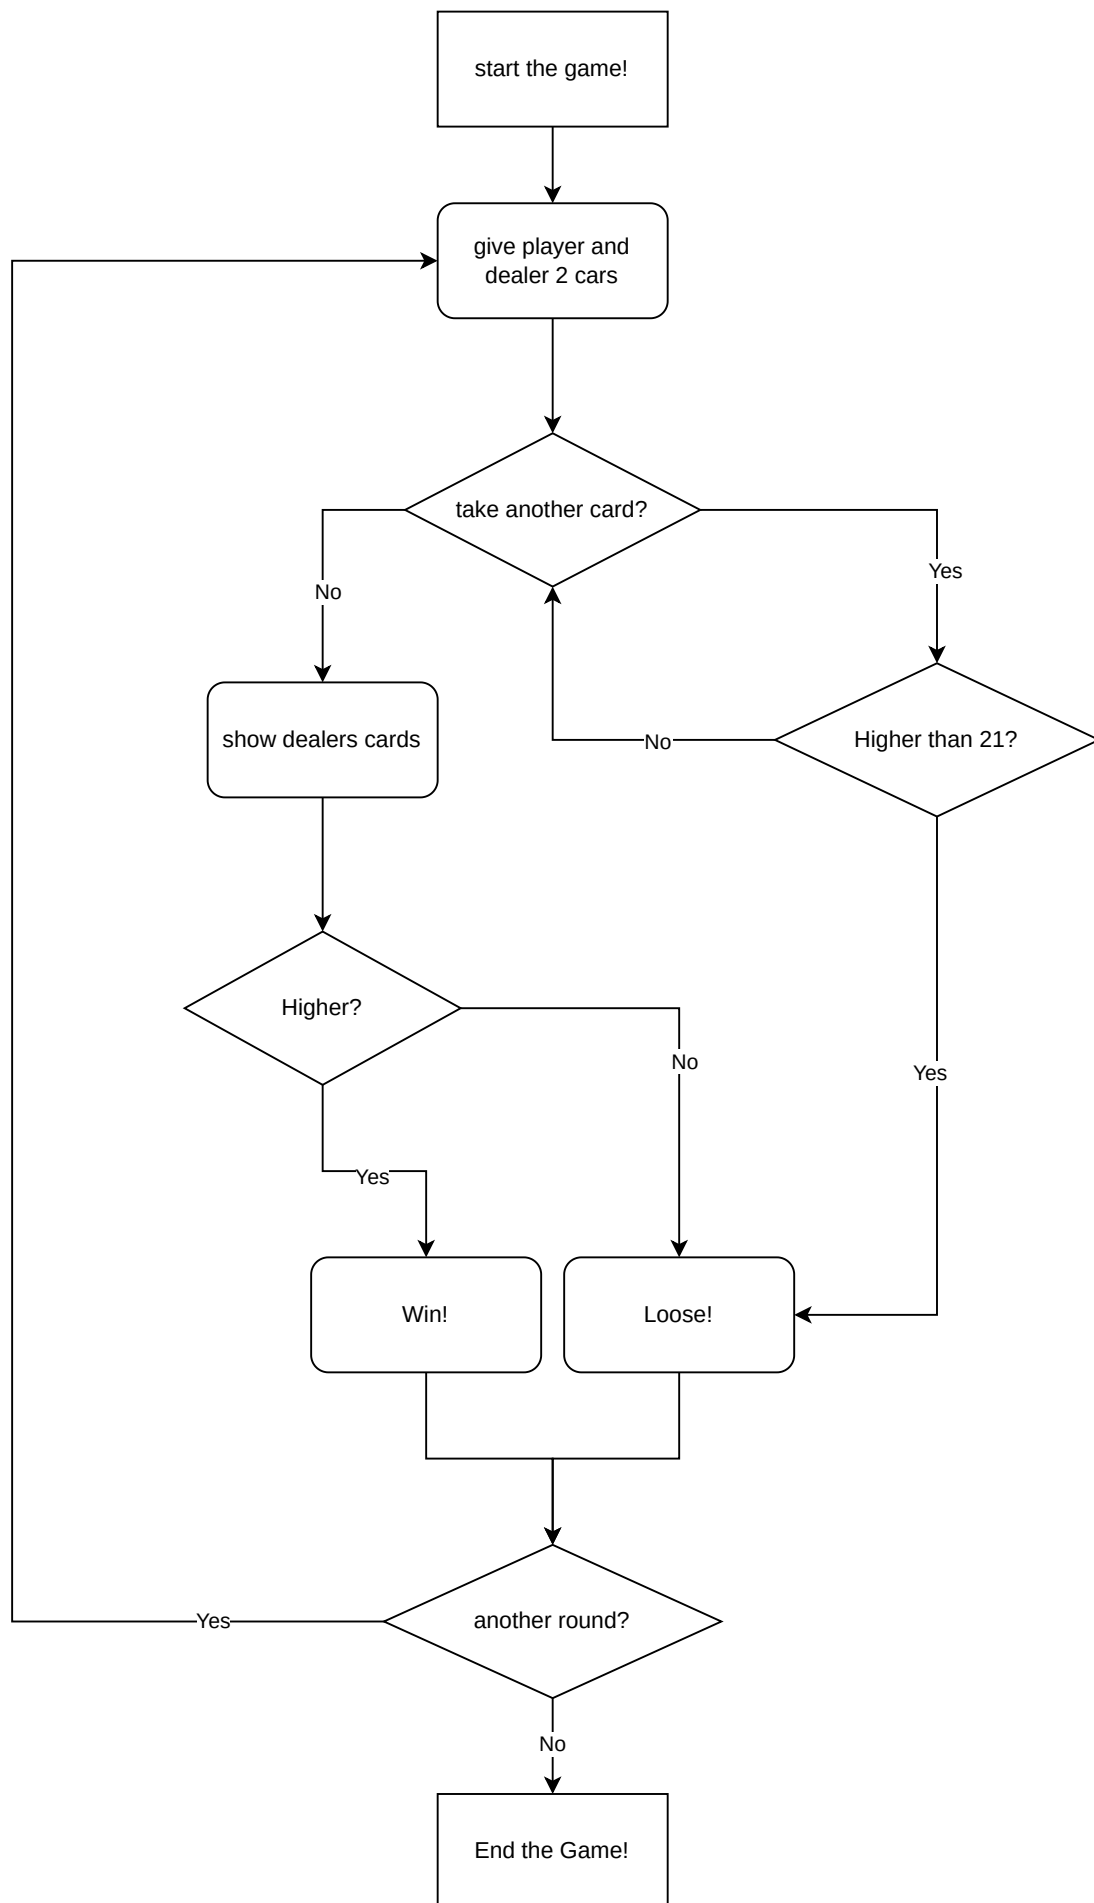 start the game!
give player and
dealer 2 cars
take another card?
No
Yes
show dealers cards
No
Higher than 21?
Higher?
No
Yes
Yes
Win!
Loose!
Yes
another round?
No
End the Game!